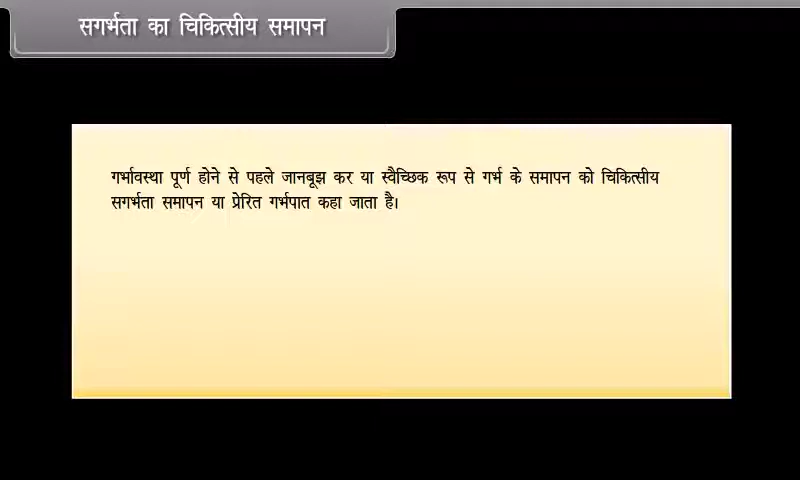 सगर्भता का चिकित्सीय समापन
गर्भावस्था पूर्ण होने से पहले जानबूझ कर या स्वैच्छिक रूप से गर्भ के समापन को चिकित्सीय
सगर्भता समापन या प्रेरित गर्भपात कहा जाता है।